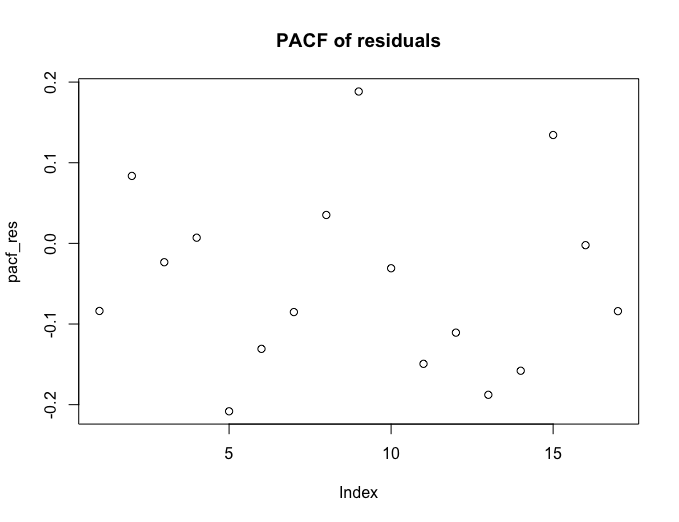 PACF of residuals
0.2
0.1
0.0
-0.1
-0.2
pacf_res
5 10 15
Index